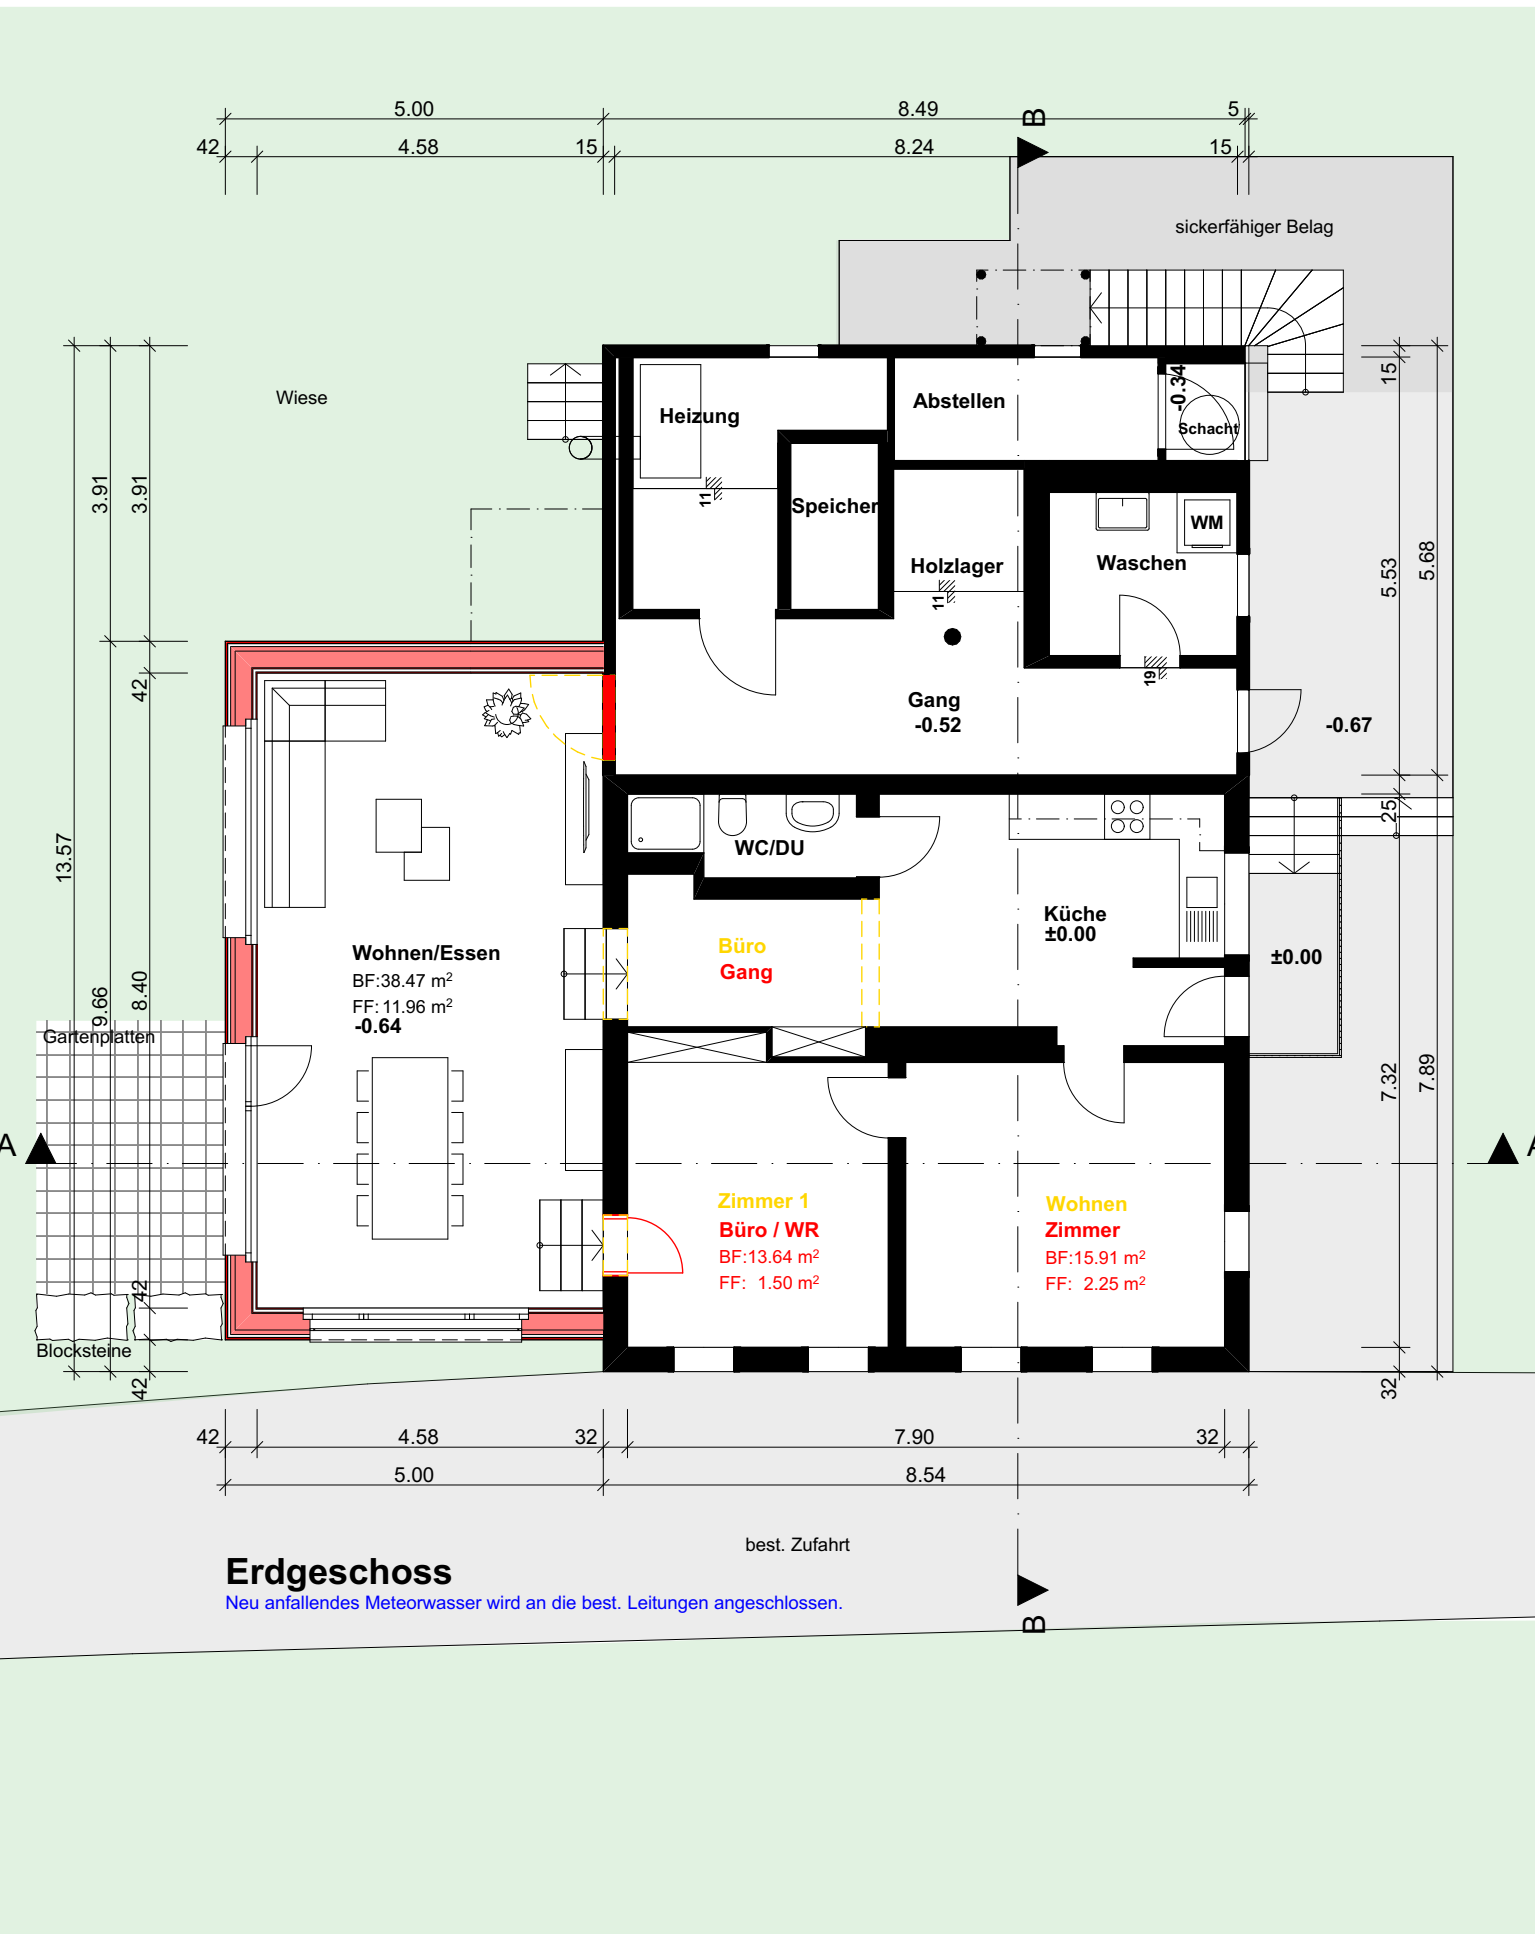 5.00
8.49
5
B
42
4.58
15
8.24
15
sickerfähiger Belag
Wiese
Heizung
Abstellen
-0.34
Schacht
15
3.91
3.91
11
Speicher
WM
Holzlager
Waschen
11
5.53
5.68
42
19
Gang
-0.52
-0.67
13.57
WC/DU
25
Küche
±0.00
Büro
Gang
±0.00
Wohnen/Essen
BF:38.47 m²
FF: 11.96 m²
-0.64
9.66
8.40
Gartenplatten
7.32
7.89
A
A
Zimmer 1
Büro / WR
BF:13.64 m²
FF: 1.50 m²
Wohnen
Zimmer
BF:15.91 m²
FF: 2.25 m²
42
Blocksteine
42
32
42
4.58
32
7.90
32
5.00
8.54
best. Zufahrt
Erdgeschoss
Neu anfallendes Meteorwasser wird an die best. Leitungen angeschlossen.
B